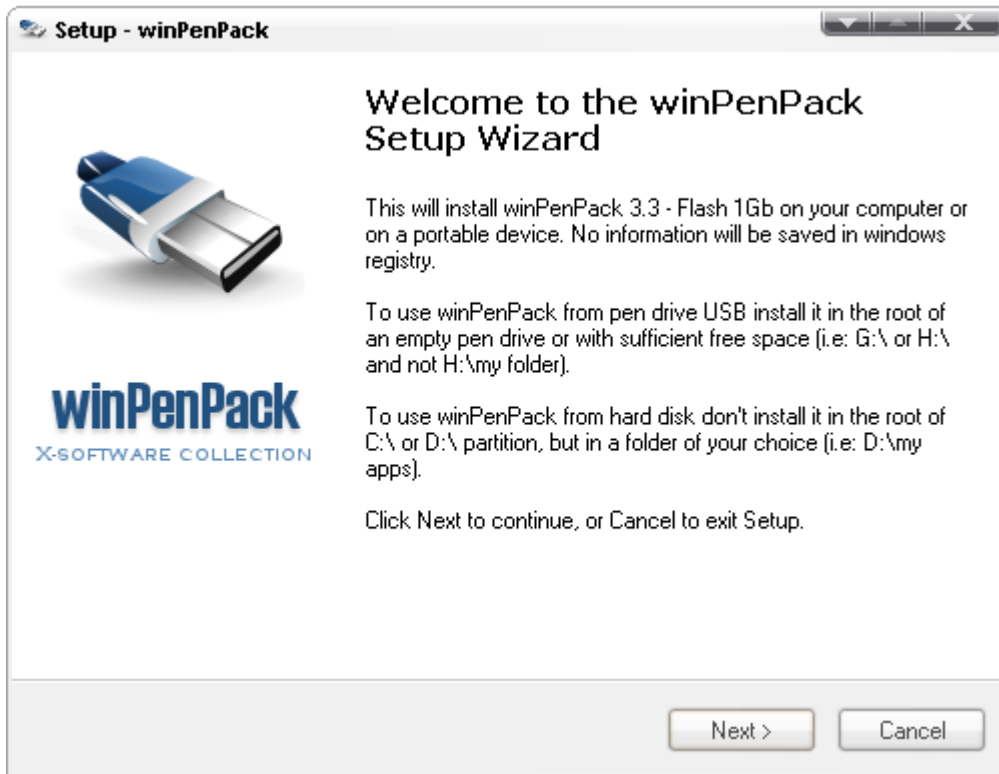 Setup - winPenPack
Welcome to the winPenPack
Setup Wizard
This will install winPenPack 3.3 - Flash 1Gb on your computer or
on a portable device. No information will be saved in windows
registry.
To use winPenPack from pen drive USB install it in the root of
an empty pen drive or with sufficient free space (i.e: G:\ or H:\
and not H:\my folder).
winPenPack
X-SOFTWARE COLLECTION
To use winPenPack from hard disk don't install it in the root of
C:\ or D:\ partition, but in a folder of your choice (i.e: D:\my
apps).
Click Next to continue, or Cancel to exit Setup.
Next >
Cancel